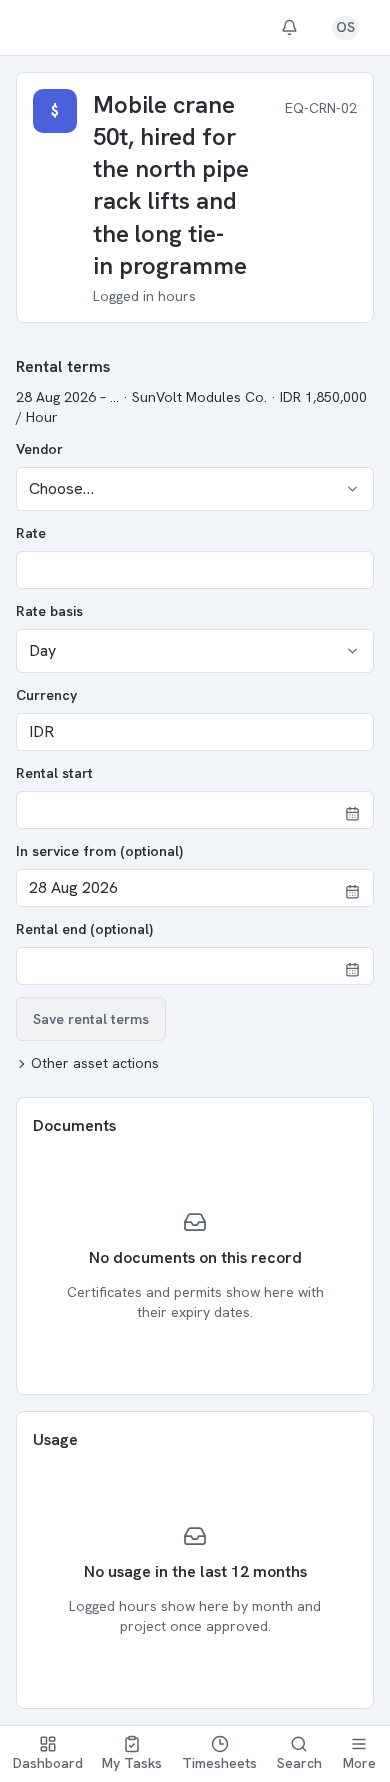 OS
$
Mobile crane
50t, hired for
the north pipe
rack lifts and
the long tie-
in programme
EQ-CRN-02
Logged in hours
Rental terms
28 Aug 2026 – ... · SunVolt Modules Co. · IDR 1,850,000
/ Hour
Vendor
Choose...
Rate
Rate basis
Day
Currency
IDR
Rental start
In service from (optional)
28 Aug 2026
Rental end (optional)
Save rental terms
Other asset actions
Documents
No documents on this record
Certificates and permits show here with
their expiry dates.
Usage
No usage in the last 12 months
Logged hours show here by month and
project once approved.
Dashboard My Tasks Timesheets Search More